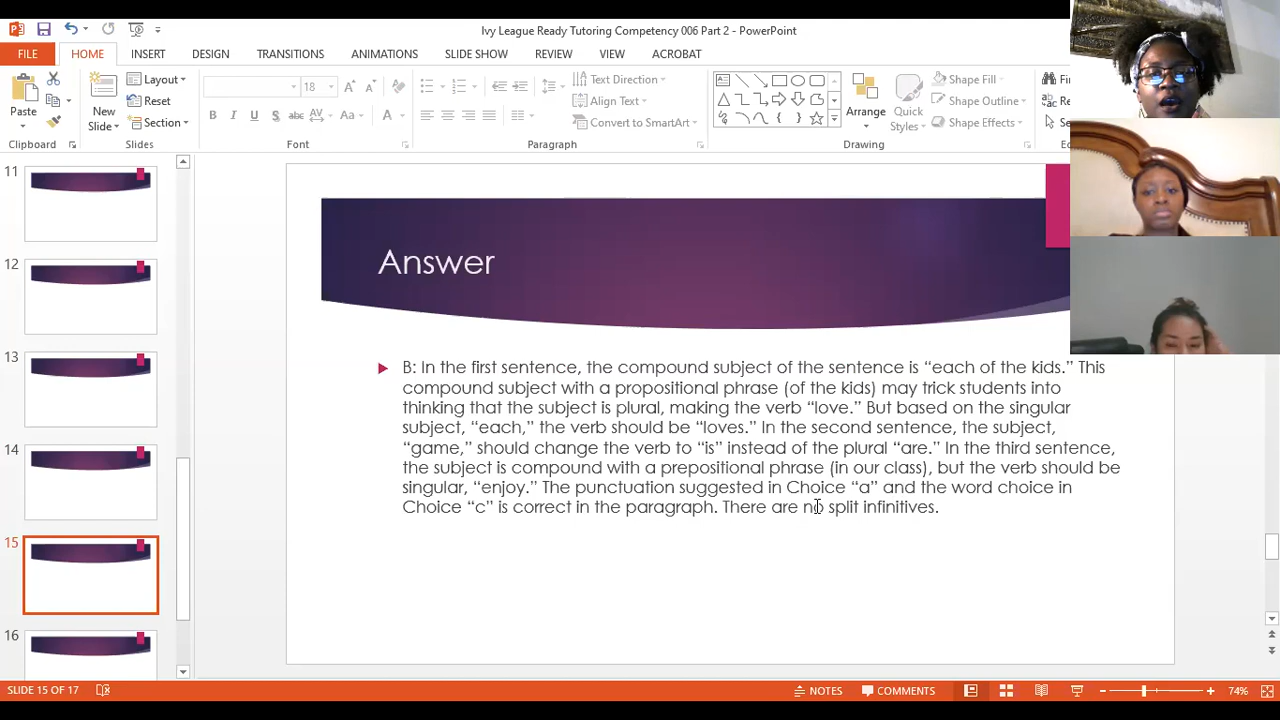 Ivy League Ready Tutoring Competency 006 Part 2 - PowerPoint
FILE HOME INSERT DESIGN TRANSITIONS ANIMATIONS SLIDE SHOW REVIEW VIEW ACROBAT
Paste
New Slide
Layout
Reset
Section
18
B I U S abc AV Aa A
Text Direction
Align Text
Convert to SmartArt
Arrange
Quick Styles
Shape Fill
Shape Outline
Shape Effects
Clipboard Slides Font Paragraph Drawing
11
12
13
14
15
16
Answer
B: In the first sentence, the compound subject of the sentence is “each of the kids.” This
compound subject with a propositional phrase (of the kids) may trick students into
thinking that the subject is plural, making the verb “love.” But based on the singular
subject, “each,” the verb should be “loves.” In the second sentence, the subject,
“game,” should change the verb to “is” instead of the plural “are.” In the third sentence,
the subject is compound with a prepositional phrase (in our class), but the verb should be
singular, “enjoy.” The punctuation suggested in Choice “a” and the word choice in
Choice “c” is correct in the paragraph. There are no split infinitives.
SLIDE 15 OF 17 NOTES COMMENTS 74%